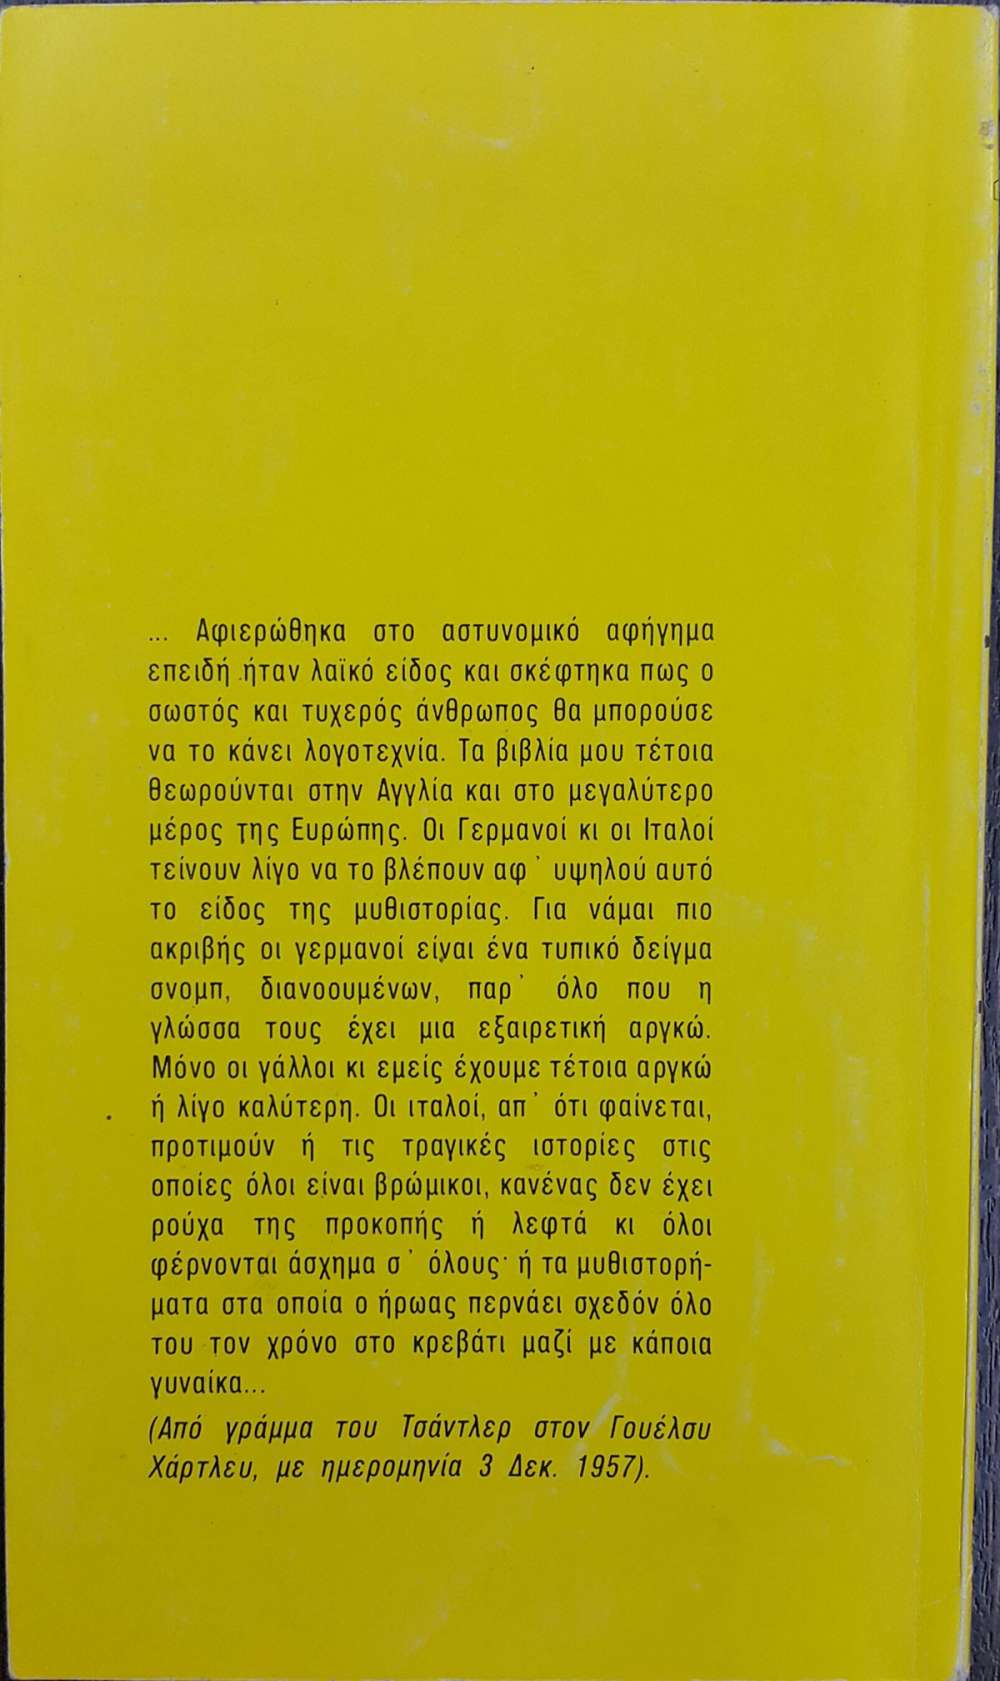 ... Αφιερώθηκα στο αστυνομικό αφήγημα
επειδή ήταν λαϊκό είδος και σκέφτηκα πως ο
σωστός και τυχερός άνθρωπος θα μπορούσε
να το κάνει λογοτεχνία. Τα βιβλία μου τέτοια
θεωρούνται στην Αγγλία και στο μεγαλύτερο
μέρος της Ευρώπης. Οι Γερμανοί κι οι Ιταλοί
τείνουν λίγο να το βλέπουν αφ' υψηλού αυτό
το είδος της μυθιστορίας. Για νάμαι πιο
ακριβής οι γερμανοί είναι ένα τυπικό δείγμα
σνομπ, διανοουμένων, παρ' όλο που η
γλώσσα τους έχει μια εξαιρετική αργκώ.
Μόνο οι γάλλοι κι εμείς έχουμε τέτοια αργκώ
ή λίγο καλύτερη. Οι ιταλοί, απ' ότι φαίνεται,
προτιμούν ή τις τραγικές ιστορίες στις
οποίες όλοι είναι βρώμικοι, κανένας δεν έχει
ρούχα της προκοπής ή λεφτά κι όλοι
φέρνονται άσχημα σ' όλους· ή τα μυθιστορή-
ματα στα οποία ο ήρωας περνάει σχεδόν όλο
του τον χρόνο στο κρεβάτι μαζί με κάποια
γυναίκα...
(Από γράμμα του Τσάντλερ στον Γουέλσυ
Χάρτλευ, με ημερομηνία 3 Δεκ. 1957).